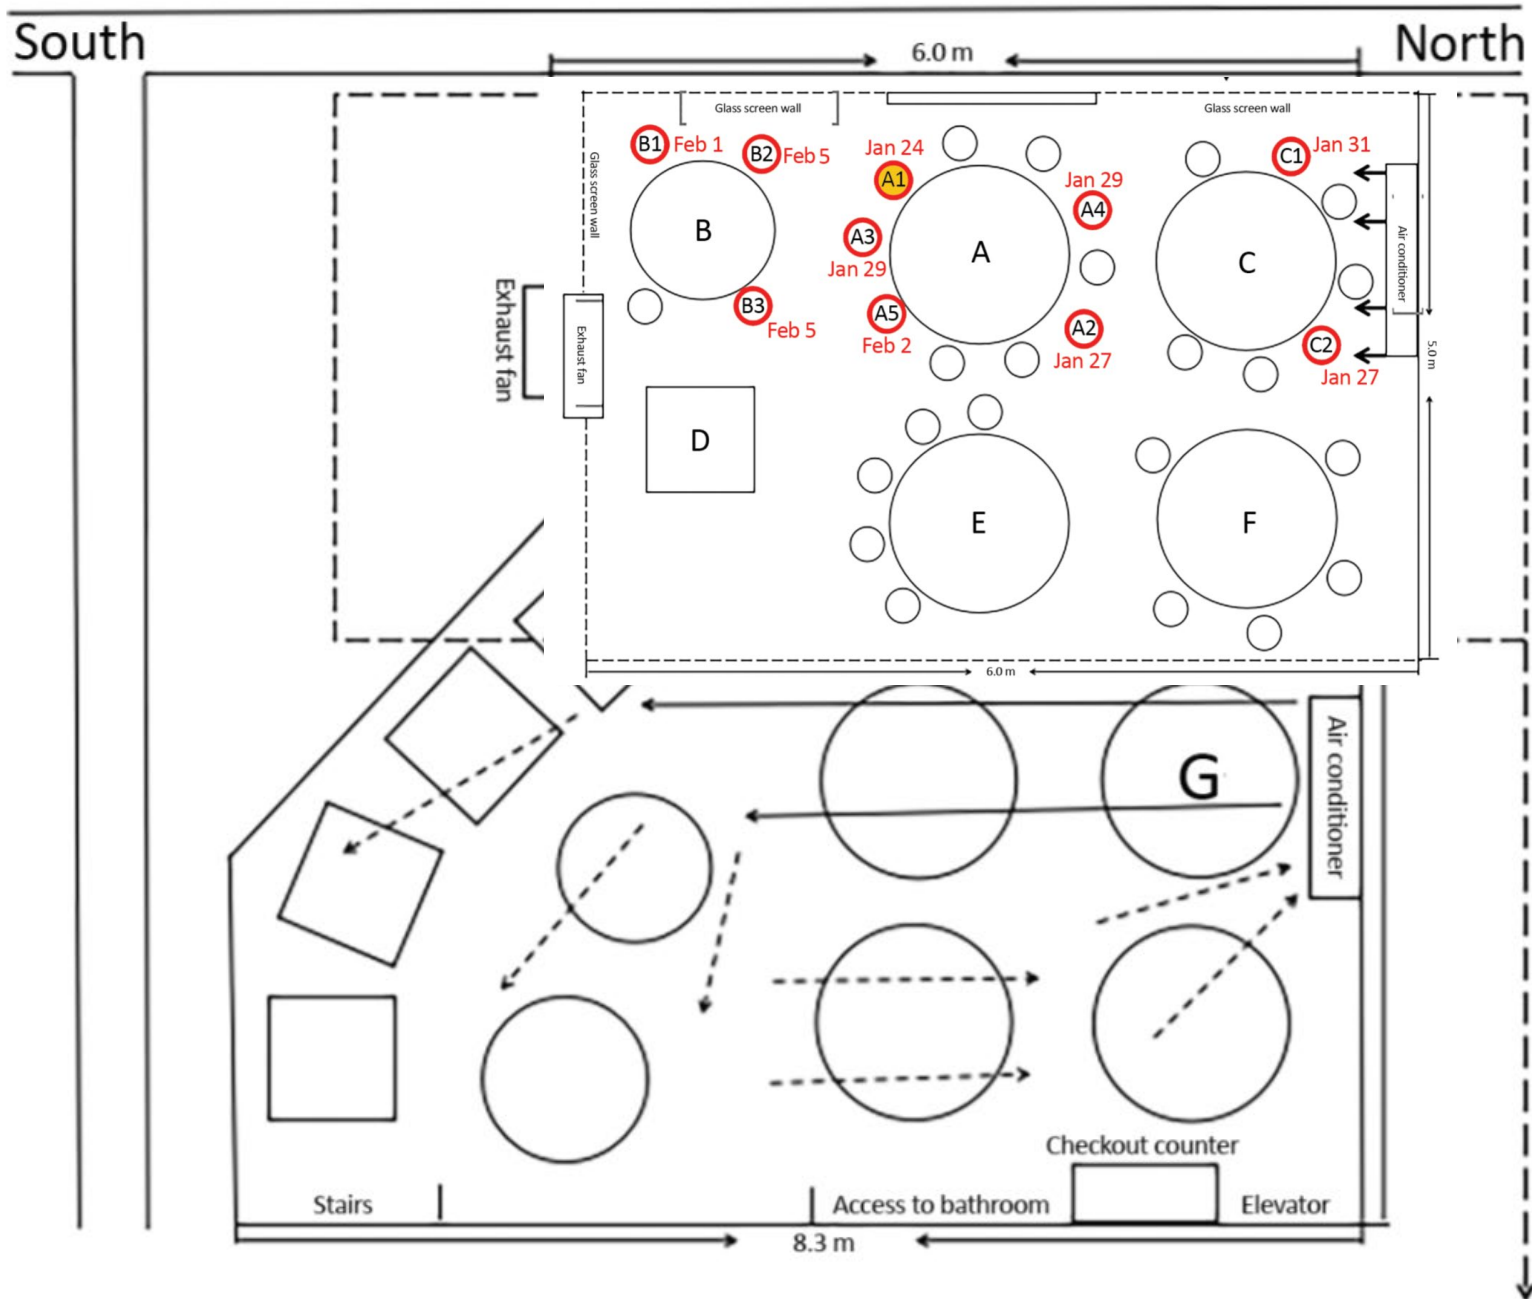 South
6.0 m
North
Glass screen wall
Glass screen wall
Glass screen wall
B1 Feb 1
B2 Feb 5
Jan 24
A1
C1 Jan 31
Jan 29
A4
B
A3
Jan 29
A
C
Air conditioner
Exhaust fan
Exhaust fan
B3
Feb 5
A5
Feb 2
A2
Jan 27
C2
Jan 27
5.0 m
D
E
F
6.0 m
G
Air conditioner
Checkout counter
Stairs
Access to bathroom
Elevator
8.3 m